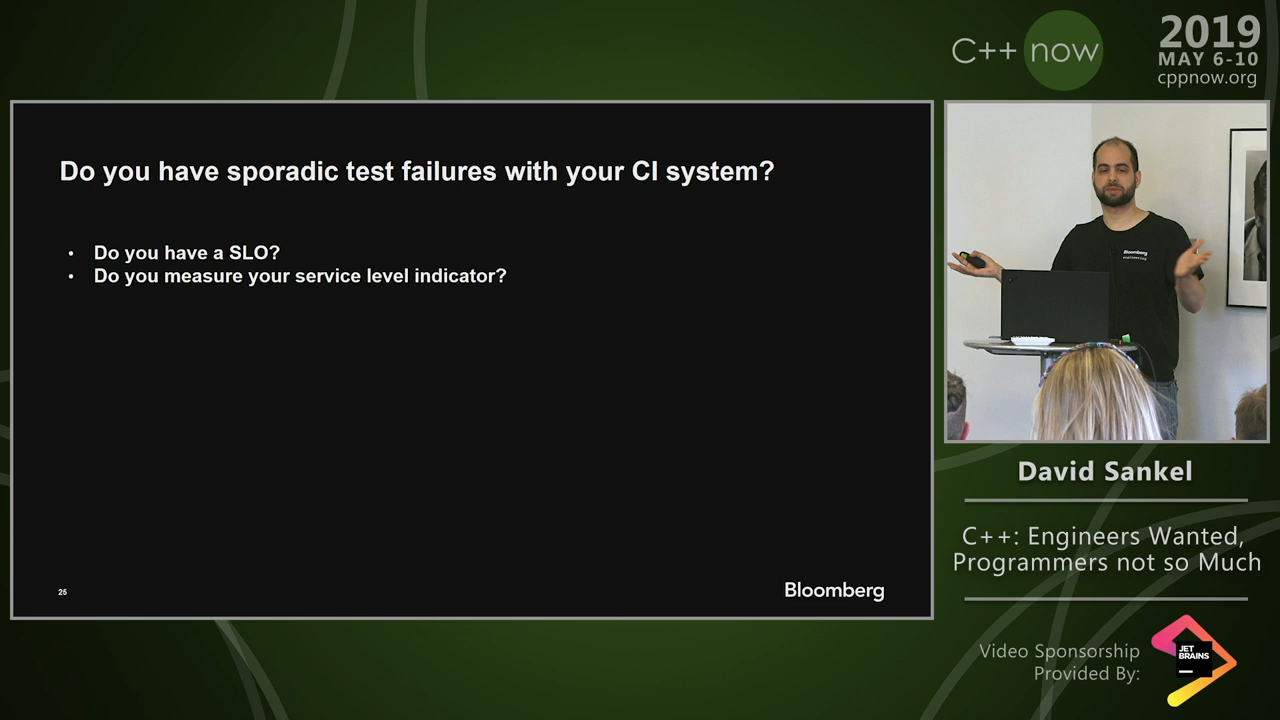 C++ now
2019
MAY 6-10
cppnow.org
Do you have sporadic test failures with your CI system?
• Do you have a SLO?
• Do you measure your service level indicator?
25
Bloomberg
Bloomberg
Engineering
David Sankel
C++: Engineers Wanted,
Programmers not so Much
Video Sponsorship
Provided By:
JET
BRAINS